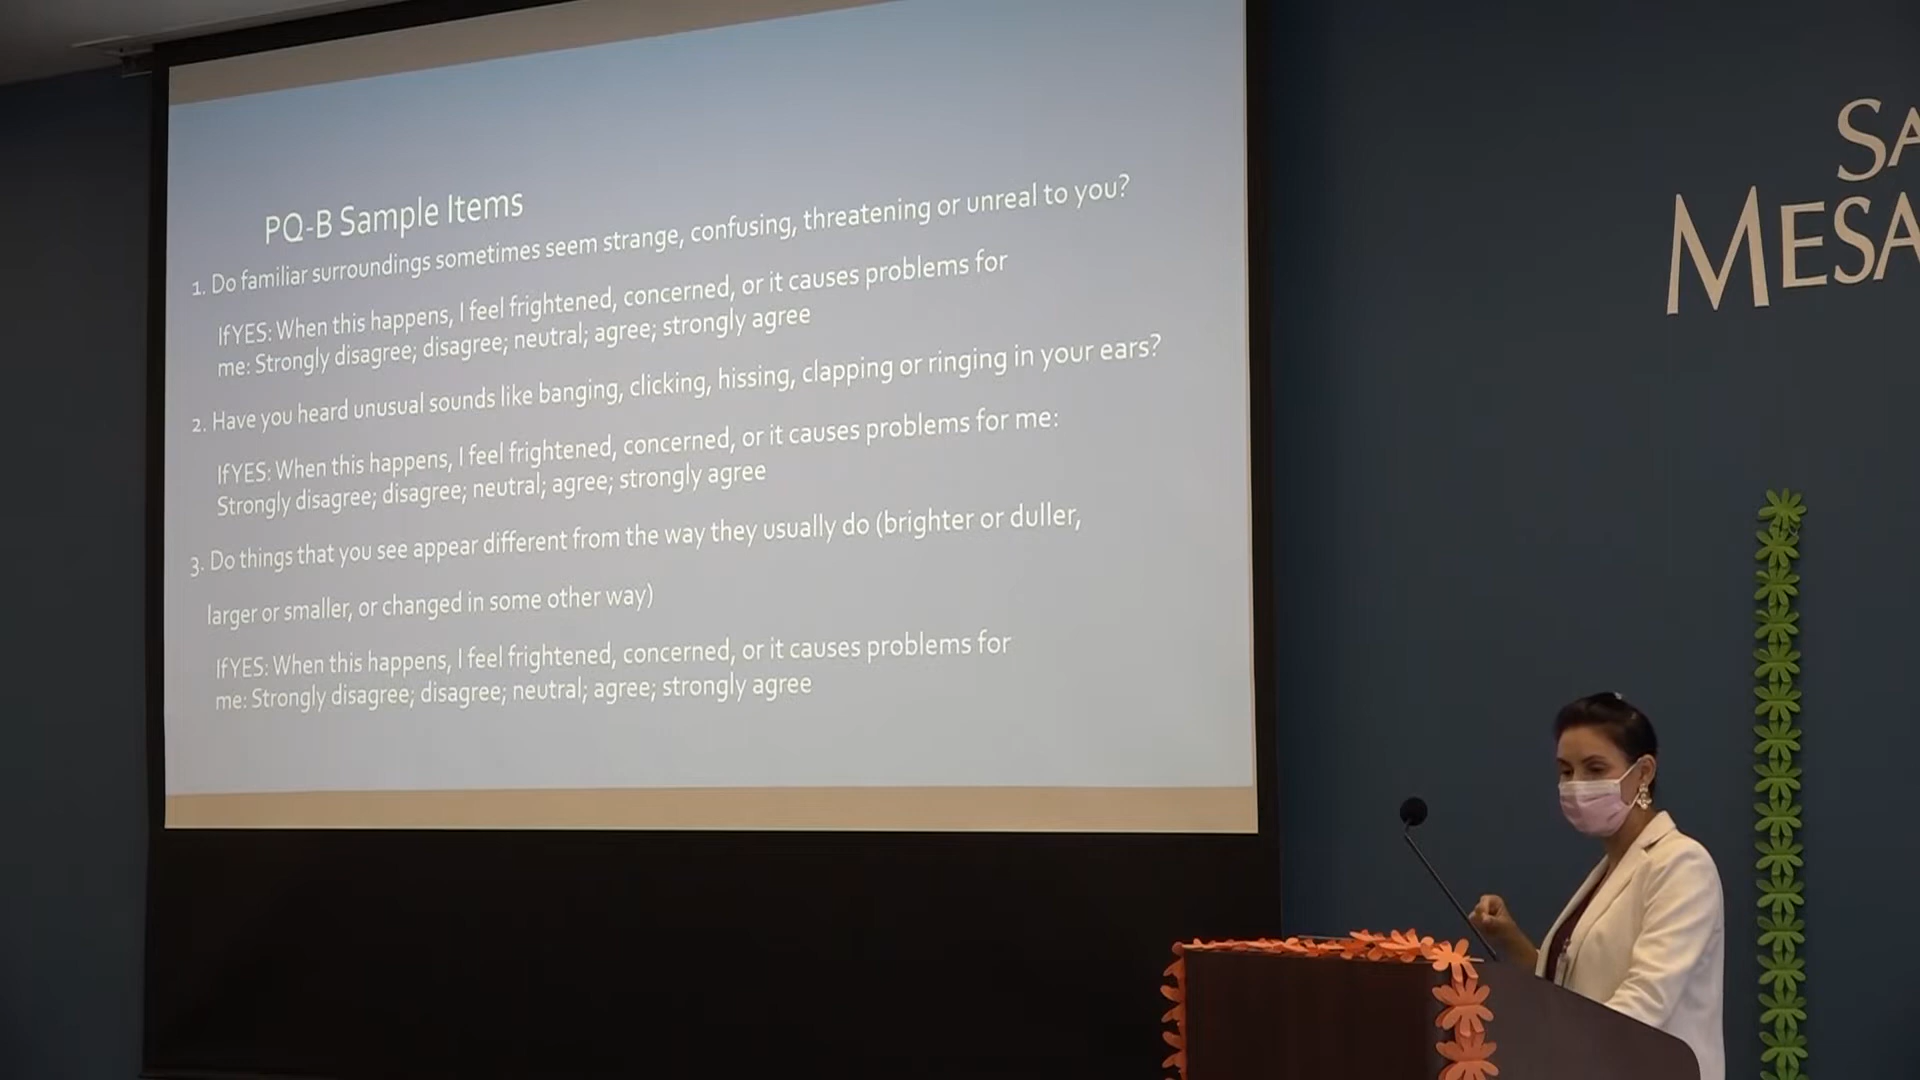 PQ-B Sample Items
1. Do familiar surroundings sometimes seem strange, confusing, threatening or unreal to you?
If YES: When this happens, I feel frightened, concerned, or it causes problems for
me: Strongly disagree; disagree; neutral; agree; strongly agree
2. Have you heard unusual sounds like banging, clicking, hissing, clapping or ringing in your ears?
If YES: When this happens, I feel frightened, concerned, or it causes problems for me:
Strongly disagree; disagree; neutral; agree; strongly agree
3. Do things that you see appear different from the way they usually do (brighter or duller,
larger or smaller, or changed in some other way)
If YES: When this happens, I feel frightened, concerned, or it causes problems for
me: Strongly disagree; disagree; neutral; agree; strongly agree
SA
MESA